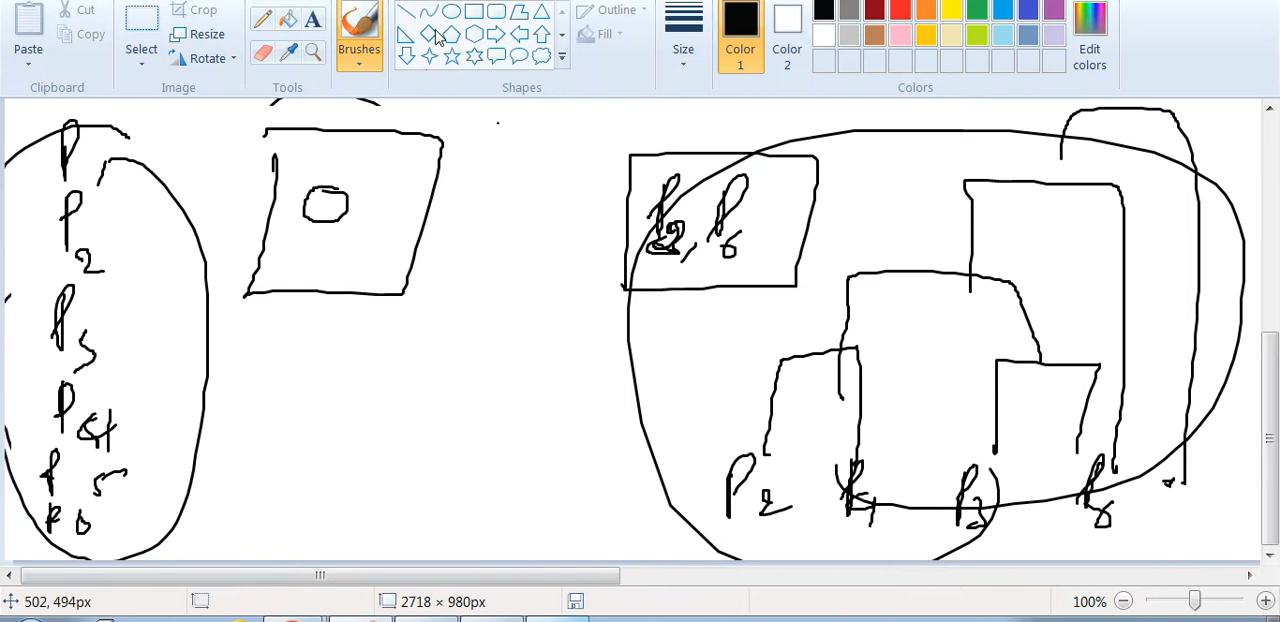 Cut
Copy
Paste
Clipboard
Select
Crop
Resize
Rotate
Image
A
Tools
Brushes
Outline
Fill
Shapes
Size
Color 1
Color 2
Edit colors
Colors
P
P2
P3
P4
P5
P6
P2, P6
P2 P4 P3 P6
502, 494px
2718 × 980px
100%